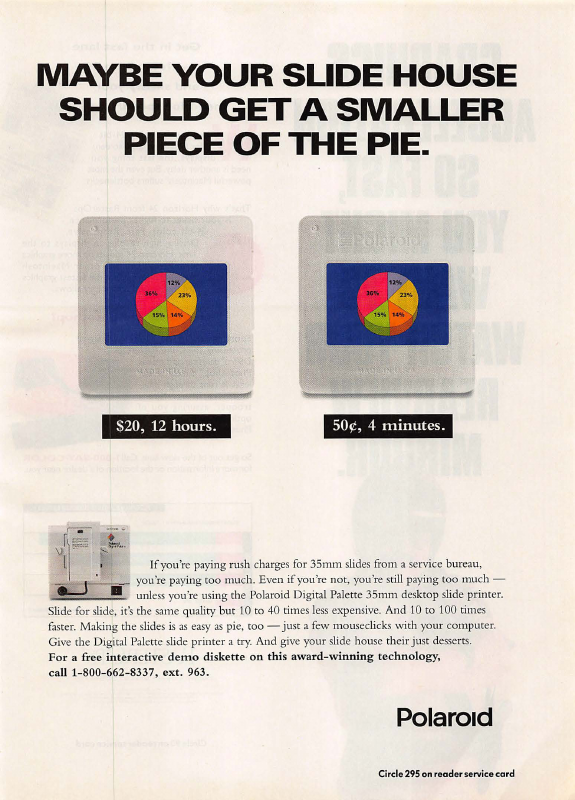 MAYBE YOUR SLIDE HOUSE
SHOULD GET A SMALLER
PIECE OF THE PIE.
12%
36%
23%
15%
14%
Polaroid
12%
36%
23%
15%
14%
$20, 12 hours.
50¢, 4 minutes.
If you're paying rush charges for 35mm slides from a service bureau,
you're paying too much. Even if you're not, you're still paying too much —
unless you're using the Polaroid Digital Palette 35mm desktop slide printer.
Slide for slide, it's the same quality but 10 to 40 times less expensive. And 10 to 100 times
faster. Making the slides is as easy as pie, too — just a few mouseclicks with your computer.
Give the Digital Palette slide printer a try. And give your slide house their just desserts.
For a free interactive demo diskette on this award-winning technology,
call 1-800-662-8337, ext. 963.
Polaroid
Circle 295 on reader service card